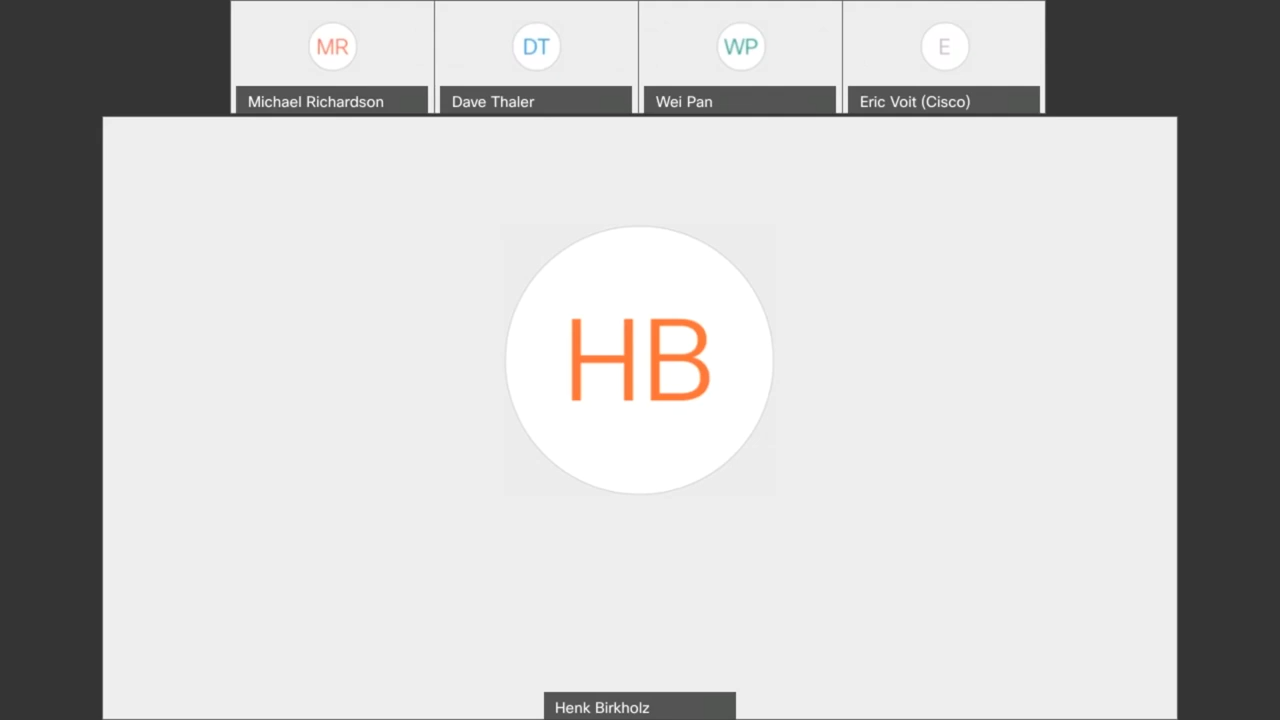 MR
DT
WP
E
Michael Richardson
Dave Thaler
Wei Pan
Eric Voit (Cisco)
HB
Henk Birkholz